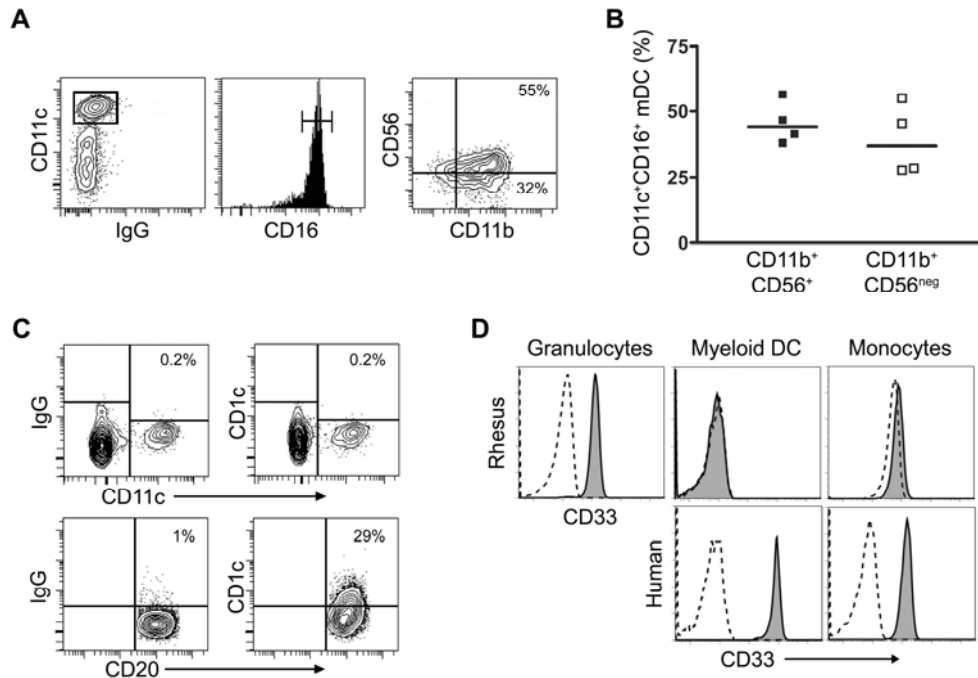 A
CD11c
IgG
CD16
CD56
55%
32%
CD11b
B
CD11c+CD16+ mDC (%)
75
50
25
0
CD11b+
CD56+
CD11b+
CD56neg
C
IgG
0.2%
CD11c
CD1c
0.2%
IgG
1%
CD20
CD1c
29%
D
Granulocytes
Myeloid DC
Monocytes
Rhesus
CD33
Human
CD33